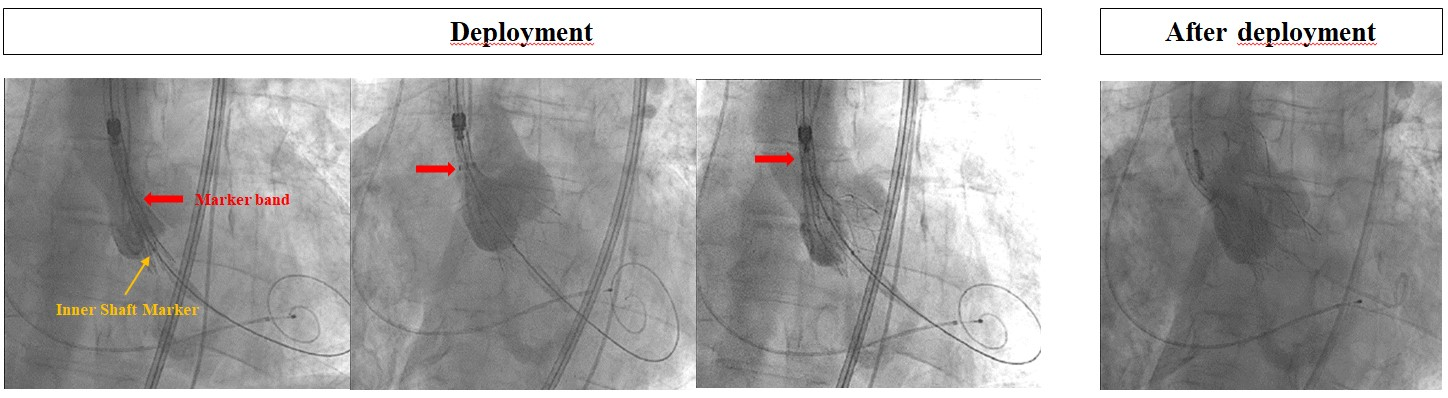 Deployment
After deployment
Marker band
Inner Shaft Marker